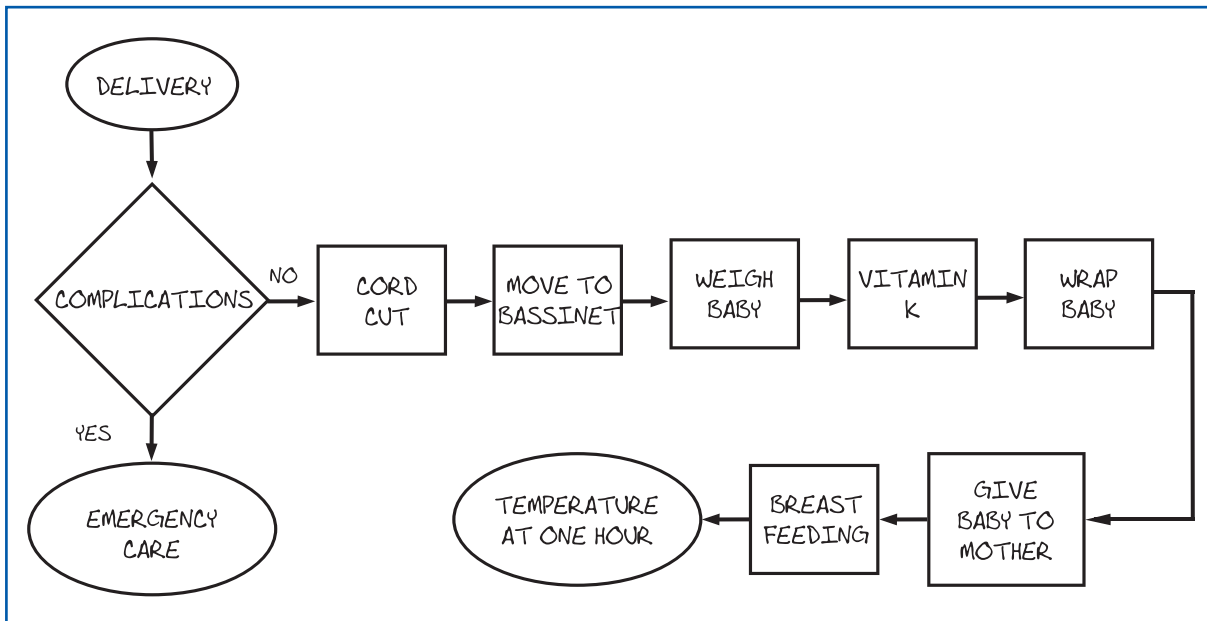 DELIVERY
COMPLICATIONS
NO
YES
EMERGENCY
CARE
CORD
CUT
MOVE TO
BASSINET
WEIGH
BABY
VITAMIN
K
WRAP
BABY
GIVE
BABY TO
MOTHER
BREAST
FEEDING
TEMPERATURE
AT ONE HOUR